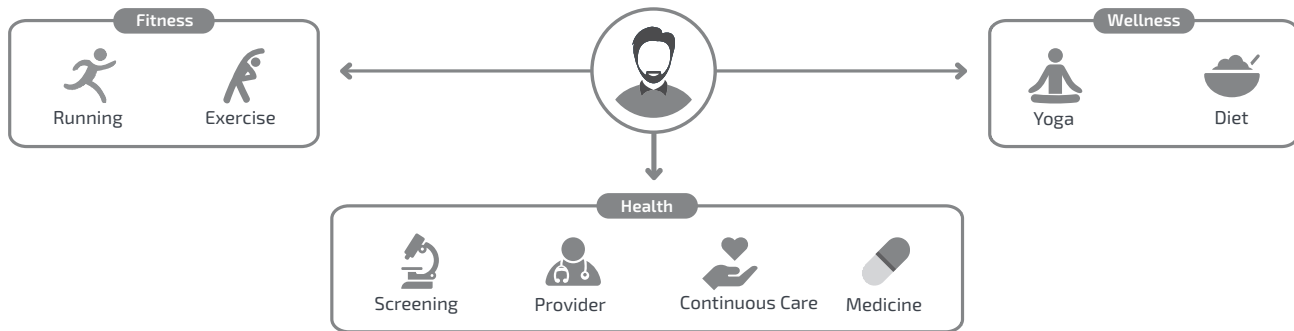 Fitness
Running
Exercise
Wellness
Yoga
Diet
Health
Screening
Provider
Continuous Care
Medicine